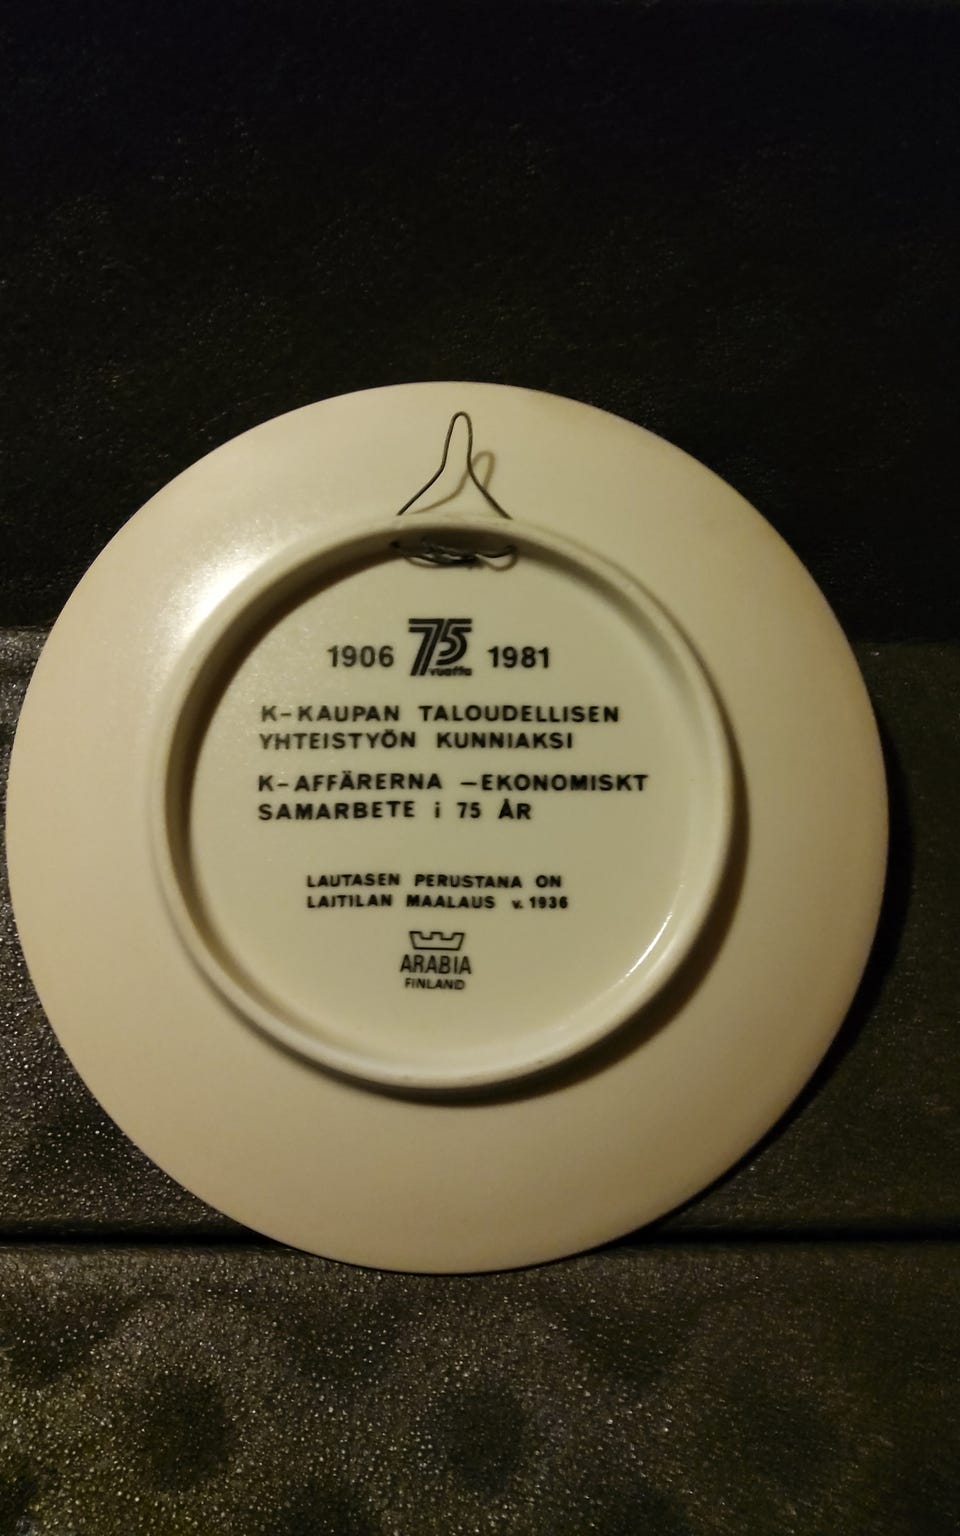 1906 75 vuotta 1981
K-KAUPAN TALOUDELLISEN
YHTEISTYÖN KUNNIAKSI
K-AFFÄRERNA –EKONOMISKT
SAMARBETE i 75 ÅR
LAUTASEN PERUSTANA ON
LAITILAN MAALAUS v. 1936
ARABIA
FINLAND